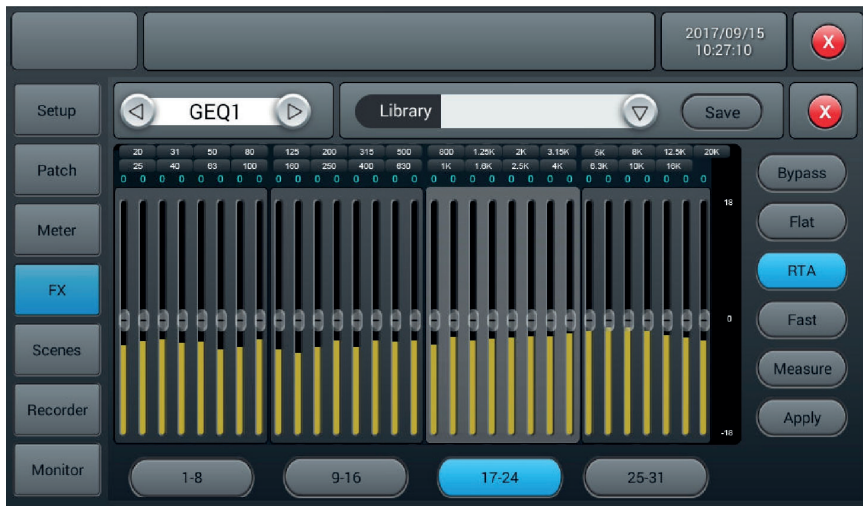 2017/09/15
10:27:10
X
Setup
GEQ1
Library
Save
X
20 31 50 80 125 200 315 500 800 1.25K 2K 3.15K 5K 8K 12.5K 20K
25 40 63 100 160 250 400 630 1K 1.6K 2.5K 4K 6.3K 10K 16K
0 0 0 0 0 0 0 0 0 0 0 0 0 0 0 0 0 0 0 0 0 0 0 0 0 0 0 0 0 0 0
Patch
Bypass
18
Meter
Flat
FX
RTA
0
Fast
Scenes
Measure
Recorder
Apply
-18
Monitor
1-8
9-16
17-24
25-31